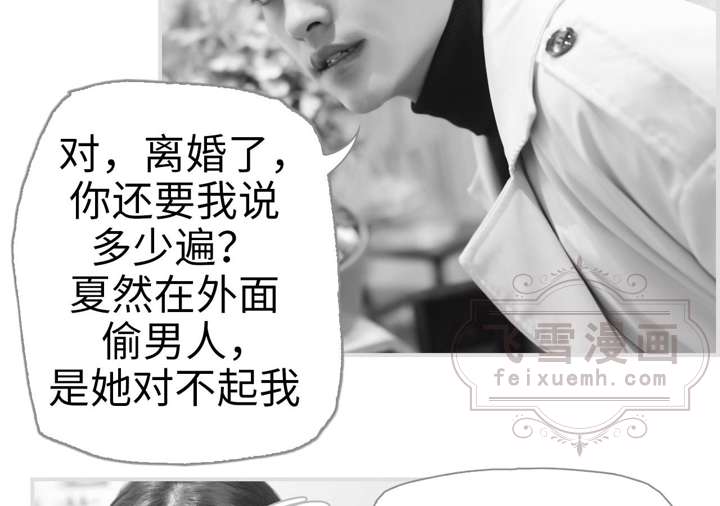 对，离婚了，
你还要我说
多少遍？
夏然在外面
偷男人，
是她对不起我
飞雪漫画
feixuemh.com